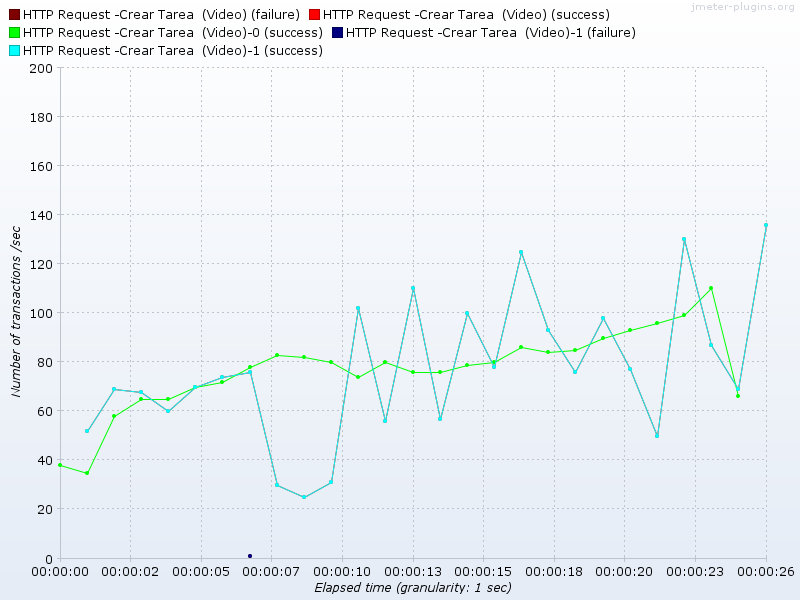 jmeter-plugins.org
HTTP Request -Crear Tarea  (Video) (failure) HTTP Request -Crear Tarea  (Video) (success)
HTTP Request -Crear Tarea  (Video)-0 (success) HTTP Request -Crear Tarea  (Video)-1 (failure)
HTTP Request -Crear Tarea  (Video)-1 (success)
200
180
160
140
120
100
80
60
40
20
0
Number of transactions /sec
00:00:00 00:00:02 00:00:05 00:00:07 00:00:10 00:00:13 00:00:15 00:00:18 00:00:20 00:00:23 00:00:26
Elapsed time (granularity: 1 sec)